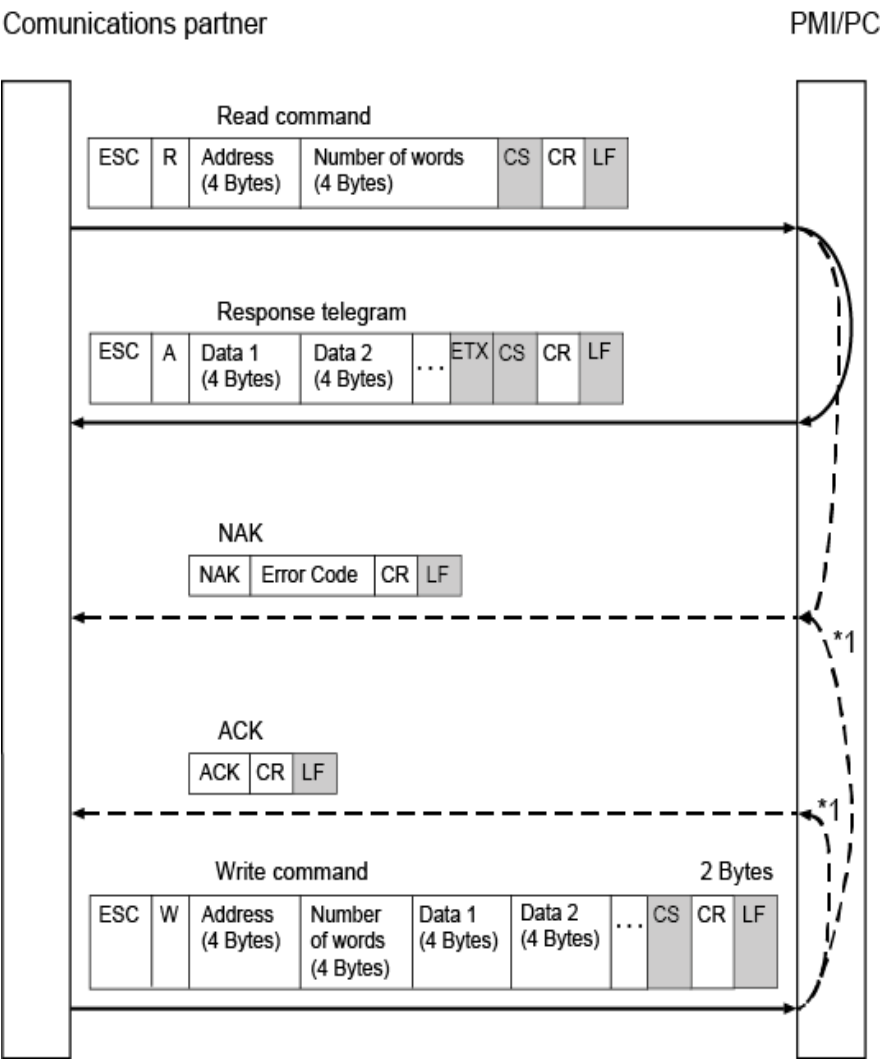 Comunications partner
PMI/PC
Read command
ESC R Address (4 Bytes) Number of words (4 Bytes) CS CR LF
Response telegram
ESC A Data 1 (4 Bytes) Data 2 (4 Bytes) ... ETX CS CR LF
NAK
NAK Error Code CR LF
*1
ACK
ACK CR LF
*1
Write command
2 Bytes
ESC W Address (4 Bytes) Number of words (4 Bytes) Data 1 (4 Bytes) Data 2 (4 Bytes) ... CS CR LF